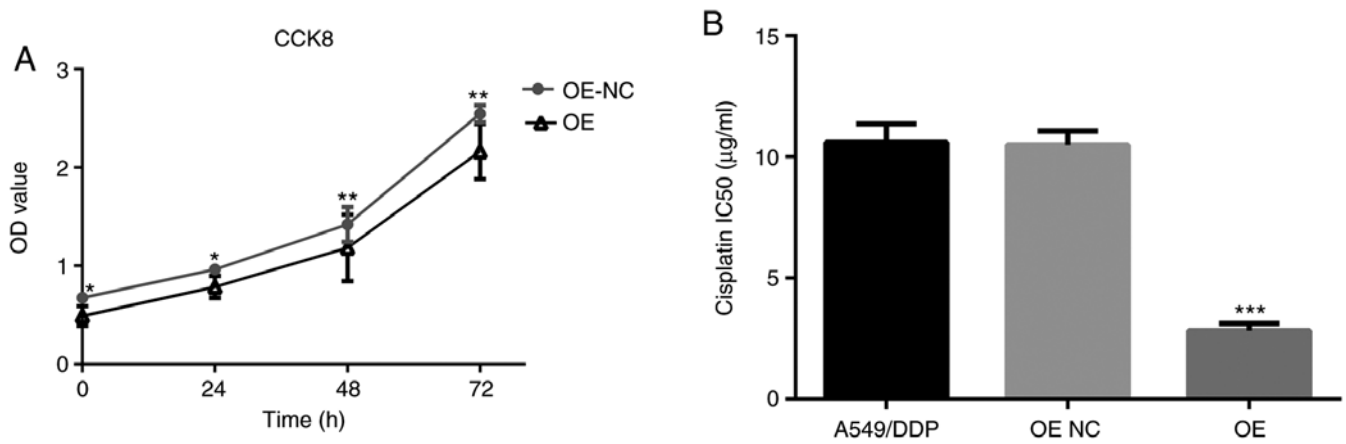 A
CCK8
3
2
1
0
OD value
**
**
*
*
0 24 48 72
Time (h)
OE-NC
OE
B
15
10
5
0
Cisplatin IC50 (µg/ml)
***
A549/DDP OE NC OE